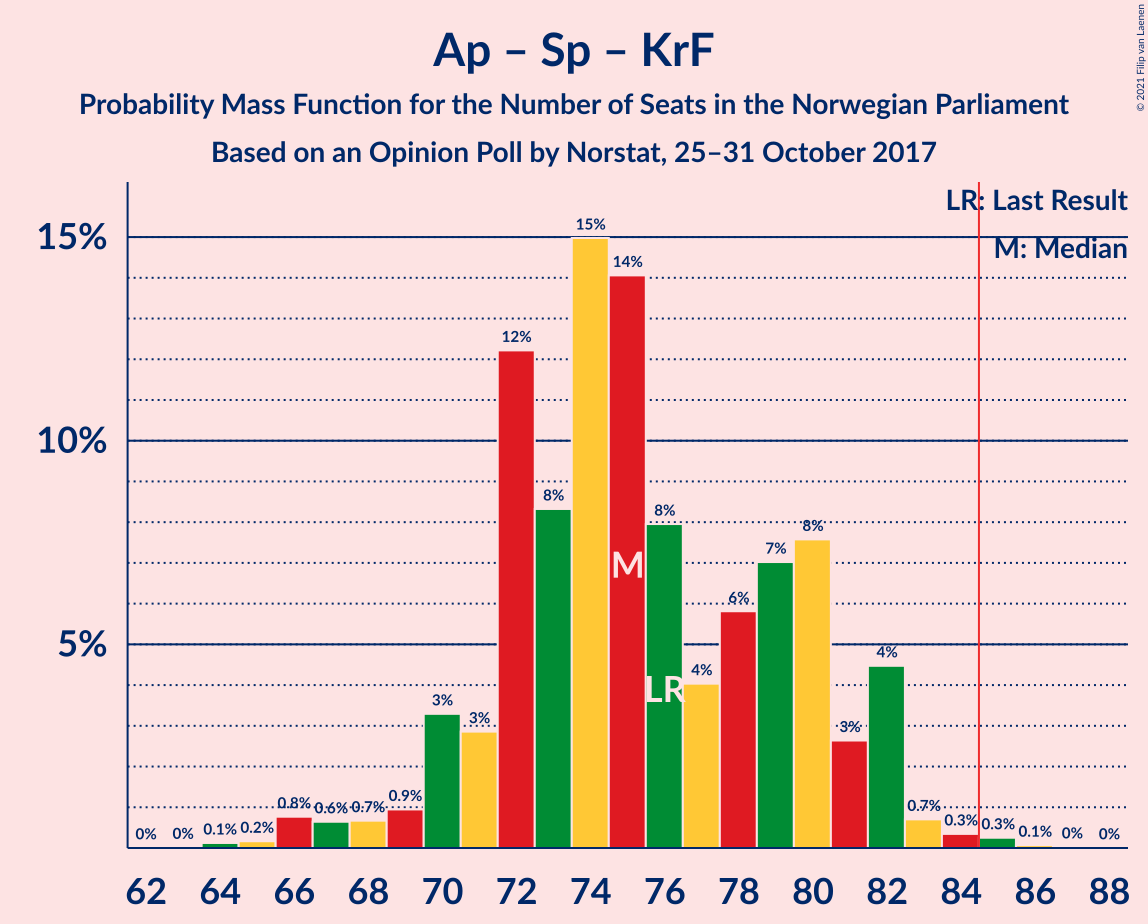 Ap – Sp – KrF
Probability Mass Function for the Number of Seats in the Norwegian Parliament
Based on an Opinion Poll by Norstat, 25–31 October 2017
© 2021 Filip van Laenen
LR: Last Result
M: Median
15%
10%
5%
0% 0% 0.1% 0.2% 0.8% 0.6% 0.7% 0.9% 3% 3% 12% 8% 15% 14% 8% 4% 6% 7% 8% 3% 4% 0.7% 0.3% 0.3% 0.1% 0% 0%
M
LR
62 64 66 68 70 72 74 76 78 80 82 84 86 88